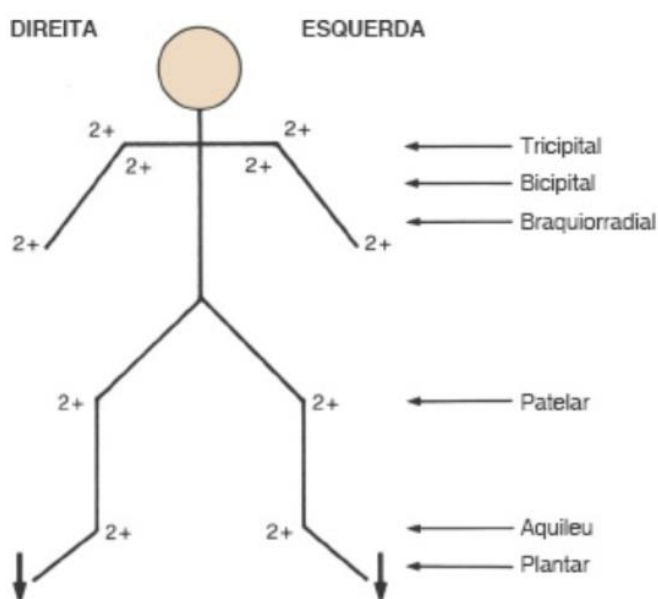 DIREITA ESQUERDA
2+ 2+ Tricipital
2+ 2+ Bicipital
Braquiorradial
2+ 2+
2+ 2+ Patelar
2+ 2+ Aquileu
Plantar